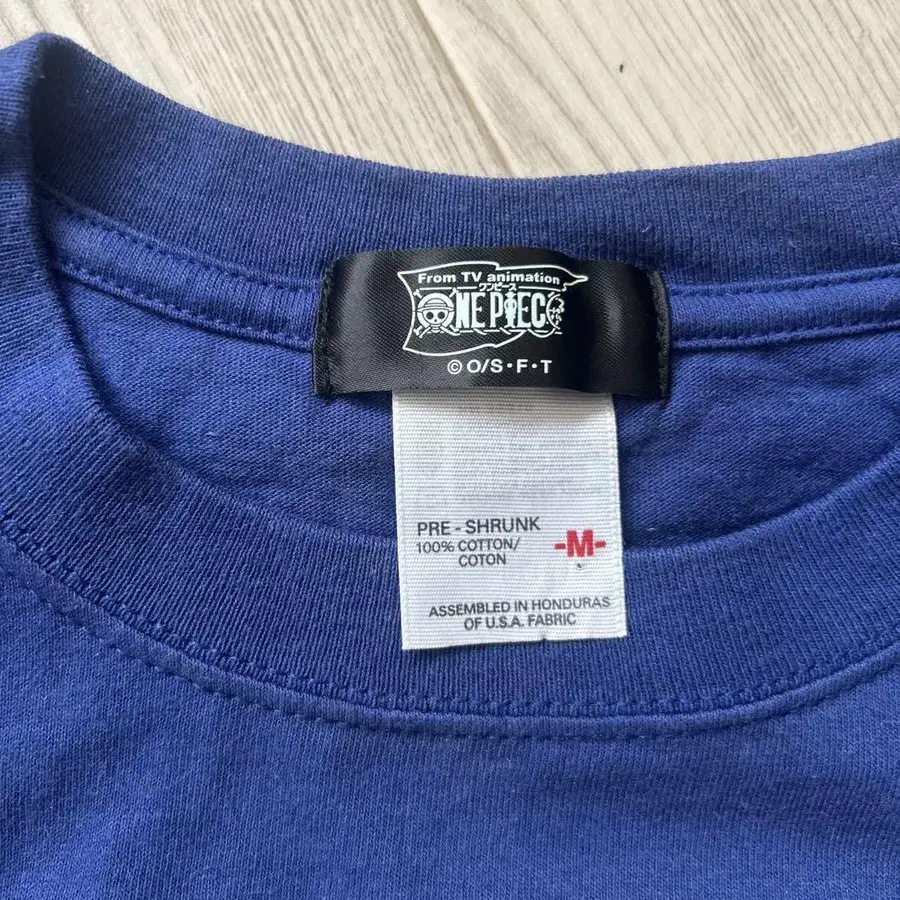 From TV animation
ワンピース
ONE PIECE
© O/S・F・T
PRE - SHRUNK
100% COTTON/
COTON
-M-
ASSEMBLED IN HONDURAS
OF U.S.A. FABRIC